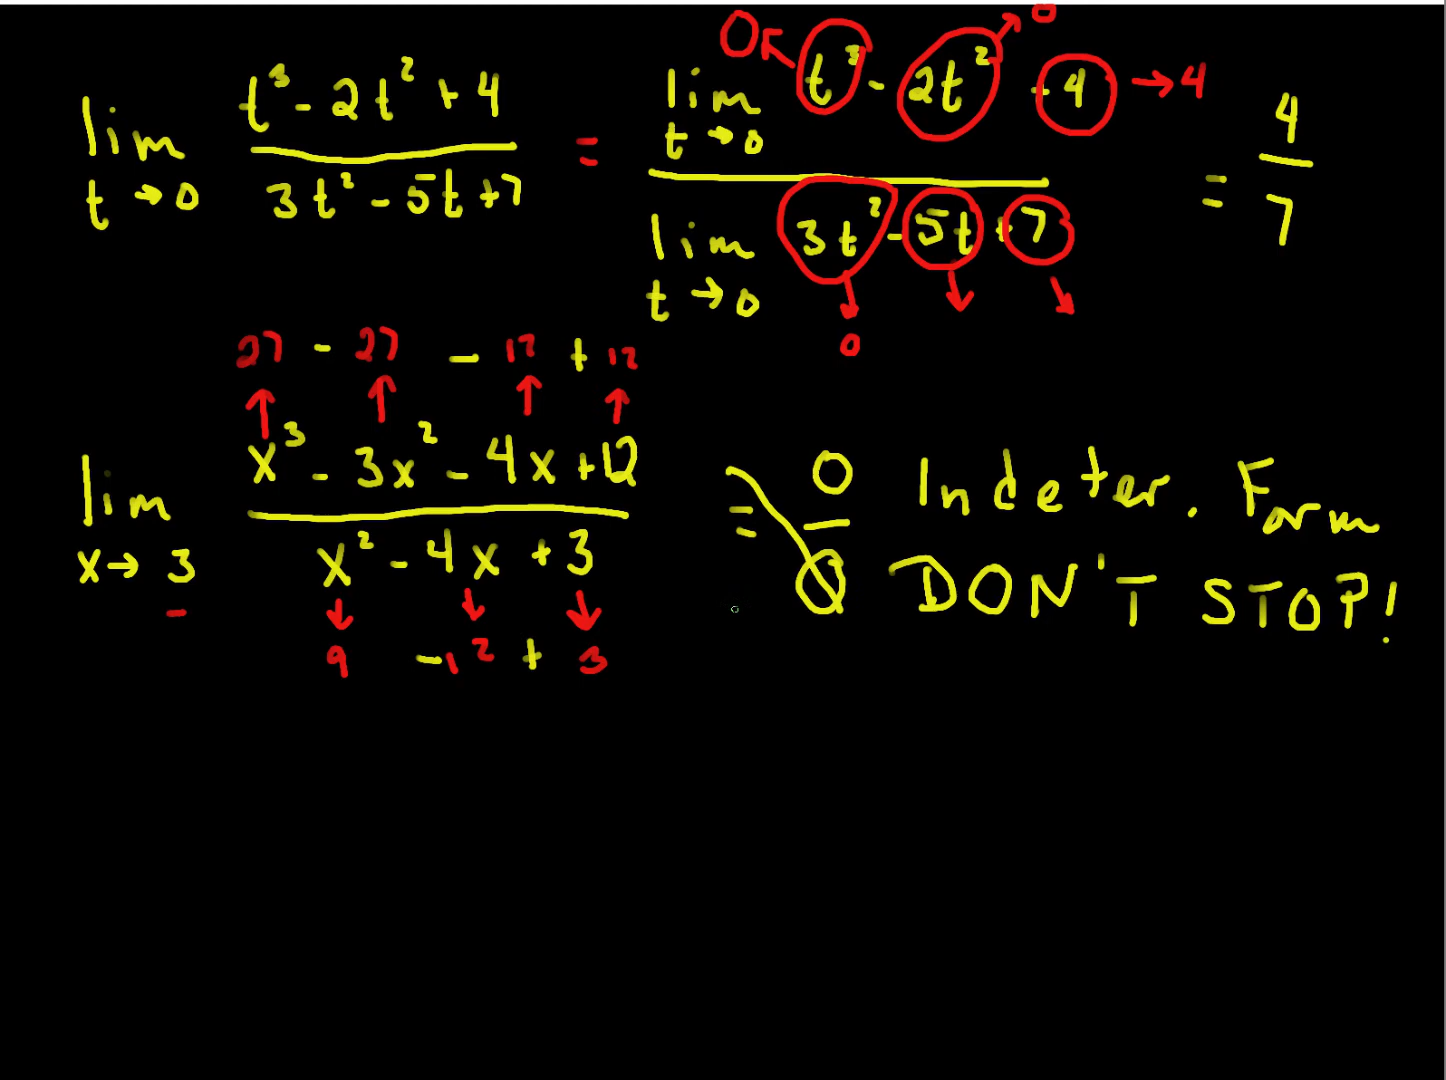 0 ← t³ - 2t² + 4 → 4
0
lim t→0 (t³ - 2t² + 4)/(3t² - 5t + 7) = (lim t→0 t³ - 2t² + 4)/(lim t→0 3t² - 5t + 7) = 4/7
0
27 - 27 - 12 + 12
lim x→3 (x³ - 3x² - 4x + 12)/(x² - 4x + 3) = 0/0 Indeter. Form
DON'T STOP!
9 - 12 + 3